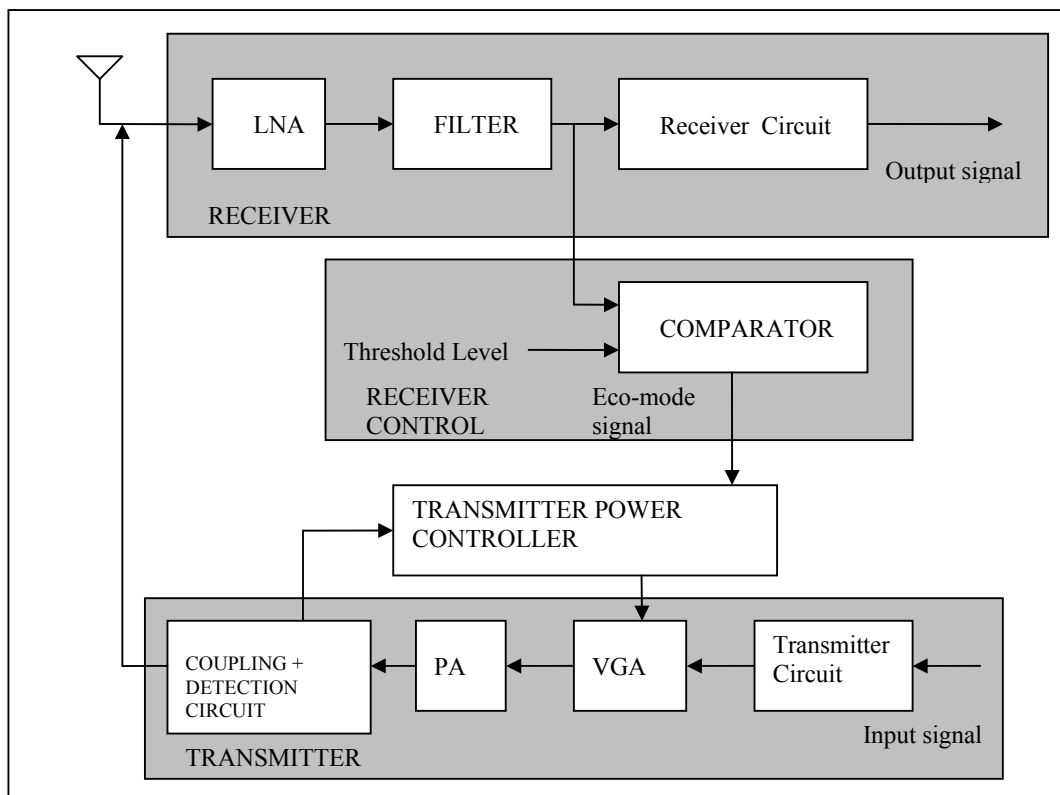 LNA
FILTER
Receiver Circuit
Output signal
RECEIVER
COMPARATOR
Threshold Level
RECEIVER
CONTROL
Eco-mode
signal
TRANSMITTER POWER
CONTROLLER
COUPLING +
DETECTION
CIRCUIT
PA
VGA
Transmitter
Circuit
Input signal
TRANSMITTER